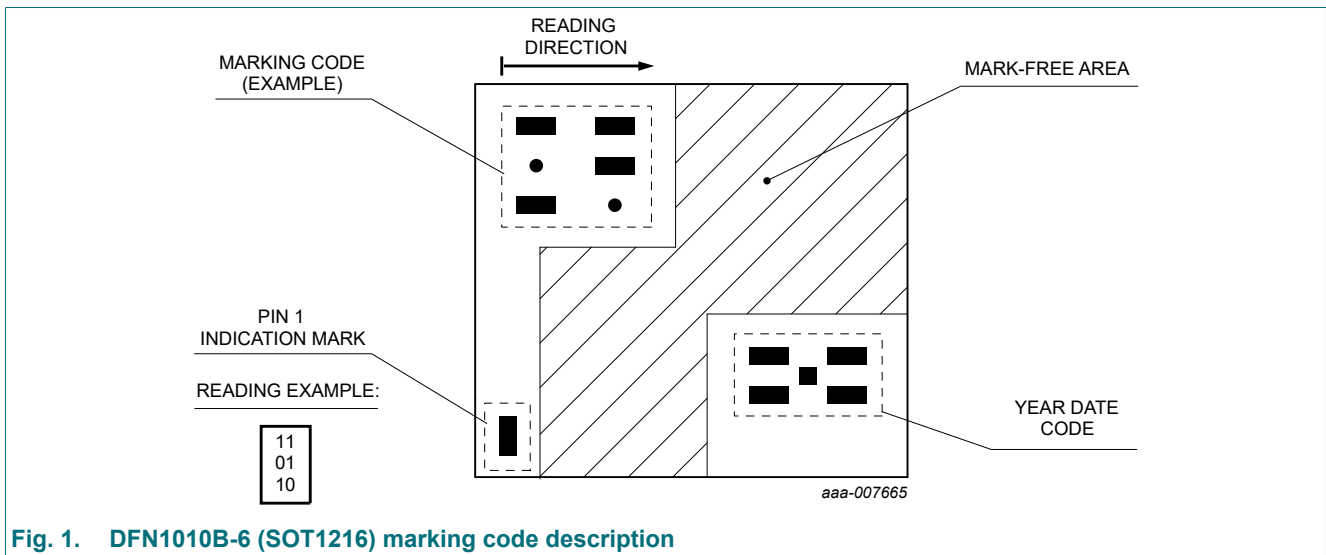 READING
DIRECTION
MARKING CODE
(EXAMPLE)
MARK-FREE AREA
PIN 1
INDICATION MARK
READING EXAMPLE:
11
01
10
YEAR DATE
CODE
aaa-007665
Fig. 1. DFN1010B-6 (SOT1216) marking code description